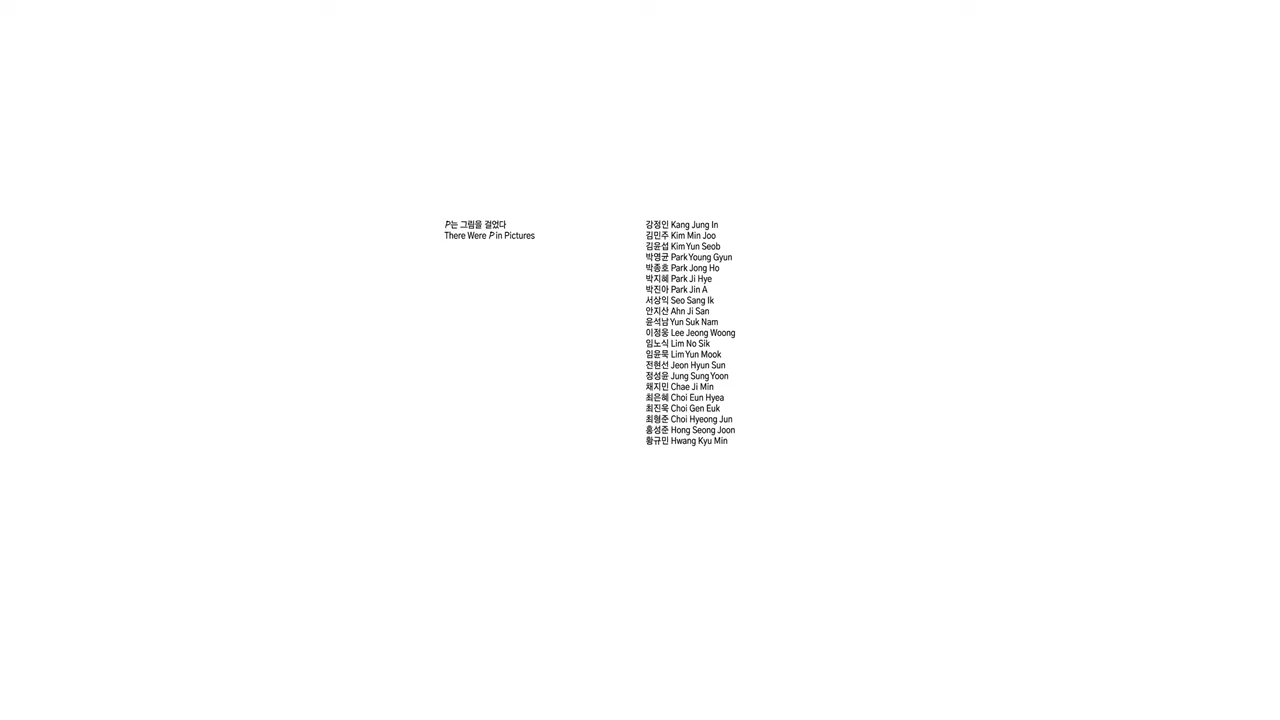 P는 그림을 걸었다
There Were P in Pictures
강정인 Kang Jung In
김민주 Kim Min Joo
김윤섭 Kim Yun Seob
박영균 Park Young Gyun
박종호 Park Jong Ho
박지혜 Park Ji Hye
박진아 Park Jin A
서상익 Seo Sang Ik
안지산 Ahn Ji San
윤석남 Yun Suk Nam
이정웅 Lee Jeong Woong
임노식 Lim No Sik
임윤묵 Lim Yun Mook
전현선 Jeon Hyun Sun
정성윤 Jung Sung Yoon
채지민 Chae Ji Min
최은혜 Choi Eun Hyea
최진욱 Choi Gen Euk
최형준 Choi Hyeong Jun
홍성준 Hong Seong Joon
황규민 Hwang Kyu Min